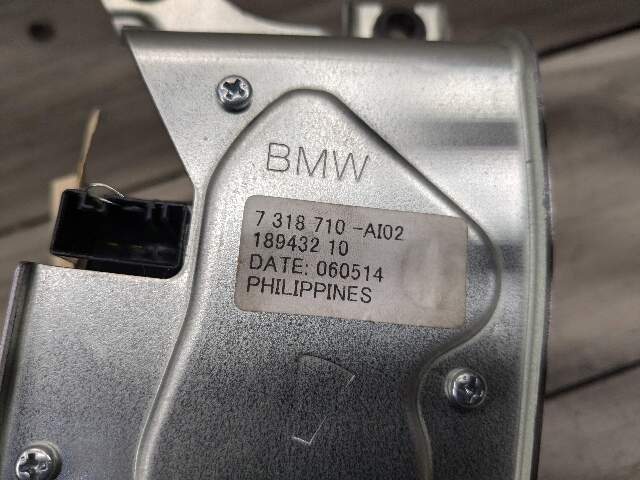 BMW
7 318 710 -AI02
189432 10
DATE: 060514
PHILIPPINES